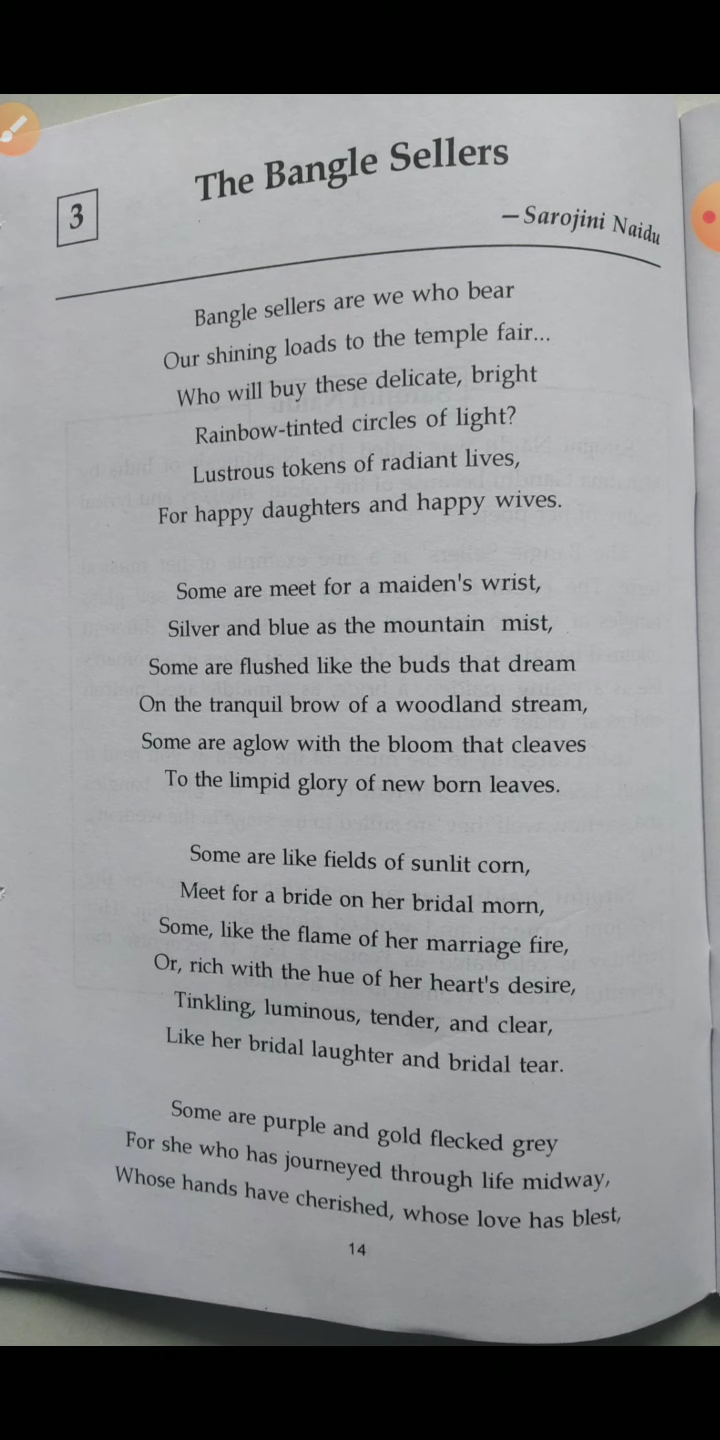 The Bangle Sellers
3
—Sarojini Naidu
Bangle sellers are we who bear
Our shining loads to the temple fair...
Who will buy these delicate, bright
Rainbow-tinted circles of light?
Lustrous tokens of radiant lives,
For happy daughters and happy wives.
Some are meet for a maiden's wrist,
Silver and blue as the mountain mist,
Some are flushed like the buds that dream
On the tranquil brow of a woodland stream,
Some are aglow with the bloom that cleaves
To the limpid glory of new born leaves.
Some are like fields of sunlit corn,
Meet for a bride on her bridal morn,
Some, like the flame of her marriage fire,
Or, rich with the hue of her heart's desire,
Tinkling, luminous, tender, and clear,
Like her bridal laughter and bridal tear.
Some are purple and gold flecked grey
For she who has journeyed through life midway,
Whose hands have cherished, whose love has blest,
14